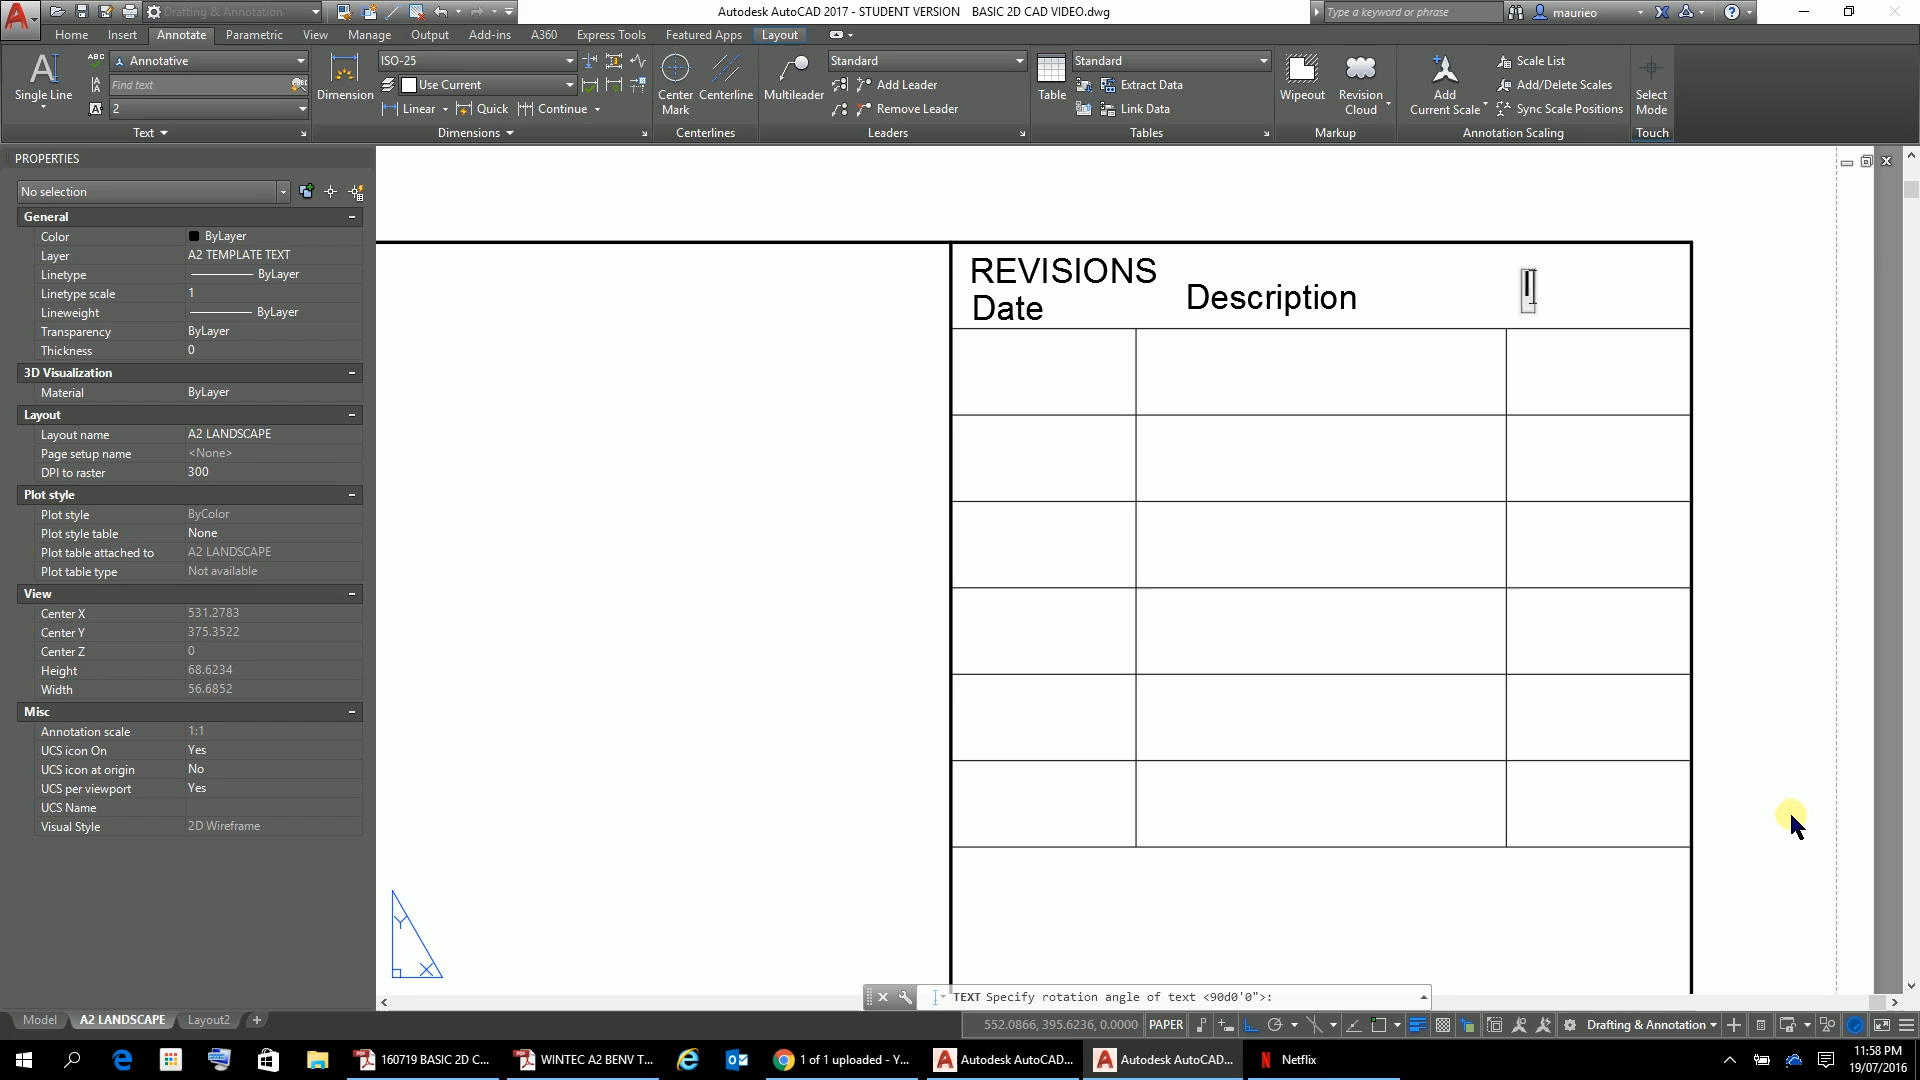 Drafting & Annotation
Autodesk AutoCAD 2017 - STUDENT VERSION BASIC 2D CAD VIDEO.dwg
Type a keyword or phrase
maurieo
Home Insert Annotate Parametric View Manage Output Add-ins A360 Express Tools Featured Apps Layout
Single Line
Annotative
Find text
2
Text
Dimension
ISO-25
Use Current
Linear Quick Continue
Dimensions
Center Mark
Centerline
Centerlines
Multileader
Standard
Add Leader
Remove Leader
Leaders
Table
Standard
Extract Data
Link Data
Tables
Wipeout
Revision Cloud
Markup
Add Current Scale
Scale List
Add/Delete Scales
Sync Scale Positions
Annotation Scaling
Select Mode
Touch
PROPERTIES
No selection
General
Color ByLayer
Layer A2 TEMPLATE TEXT
Linetype ByLayer
Linetype scale 1
Lineweight ByLayer
Transparency ByLayer
Thickness 0
3D Visualization
Material ByLayer
Layout
Layout name A2 LANDSCAPE
Page setup name <None>
DPI to raster 300
Plot style
Plot style ByColor
Plot style table None
Plot table attached to A2 LANDSCAPE
Plot table type Not available
View
Center X 531.2783
Center Y 375.3522
Center Z 0
Height 68.6234
Width 56.6852
Misc
Annotation scale 1:1
UCS icon On Yes
UCS icon at origin No
UCS per viewport Yes
UCS Name
Visual Style 2D Wireframe
REVISIONS
Date Description
Y
X
TEXT Specify rotation angle of text <90d0'0">:
Model A2 LANDSCAPE Layout2 +
552.0866, 395.6236, 0.0000 PAPER Drafting & Annotation
160719 BASIC 2D C... WINTEC A2 BENV T... 1 of 1 uploaded - Y... Autodesk AutoCAD... Autodesk AutoCAD... Netflix
11:58 PM
19/07/2016